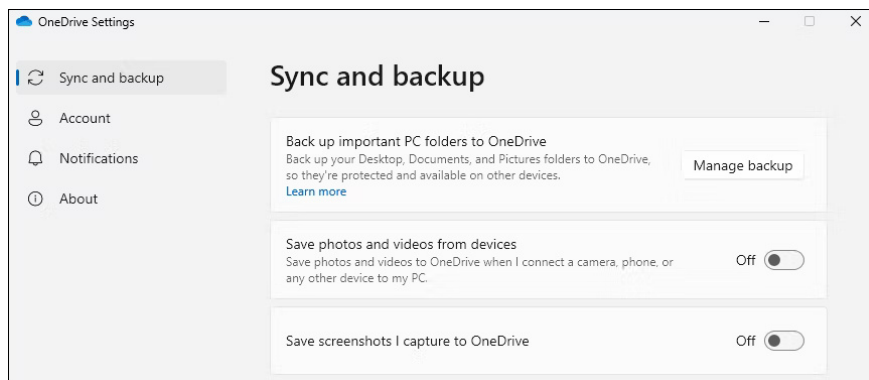 OneDrive Settings
Sync and backup
Account
Notifications
About
Sync and backup
Back up important PC folders to OneDrive
Back up your Desktop, Documents, and Pictures folders to OneDrive,
so they're protected and available on other devices.
Learn more
Manage backup
Save photos and videos from devices
Save photos and videos to OneDrive when I connect a camera, phone, or
any other device to my PC.
Off
Save screenshots I capture to OneDrive
Off